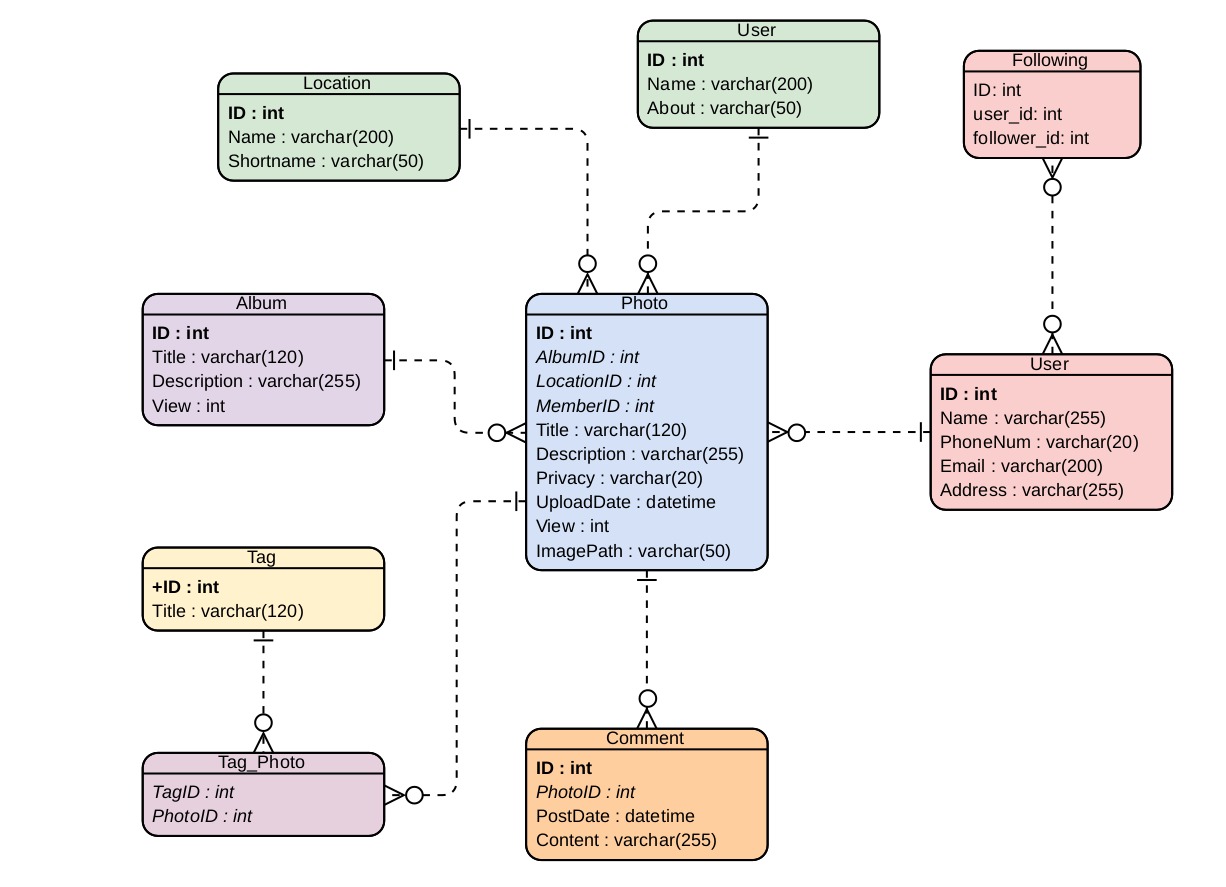 User
ID : int
Name : varchar(200)
About : varchar(50)
Following
ID: int
user_id: int
follower_id: int
Location
ID : int
Name : varchar(200)
Shortname : varchar(50)
Album
ID : int
Title : varchar(120)
Description : varchar(255)
View : int
Photo
ID : int
AlbumID : int
LocationID : int
MemberID : int
Title : varchar(120)
Description : varchar(255)
Privacy : varchar(20)
UploadDate : datetime
View : int
ImagePath : varchar(50)
User
ID : int
Name : varchar(255)
PhoneNum : varchar(20)
Email : varchar(200)
Address : varchar(255)
Tag
+ID : int
Title : varchar(120)
Tag_Photo
TagID : int
PhotoID : int
Comment
ID : int
PhotoID : int
PostDate : datetime
Content : varchar(255)